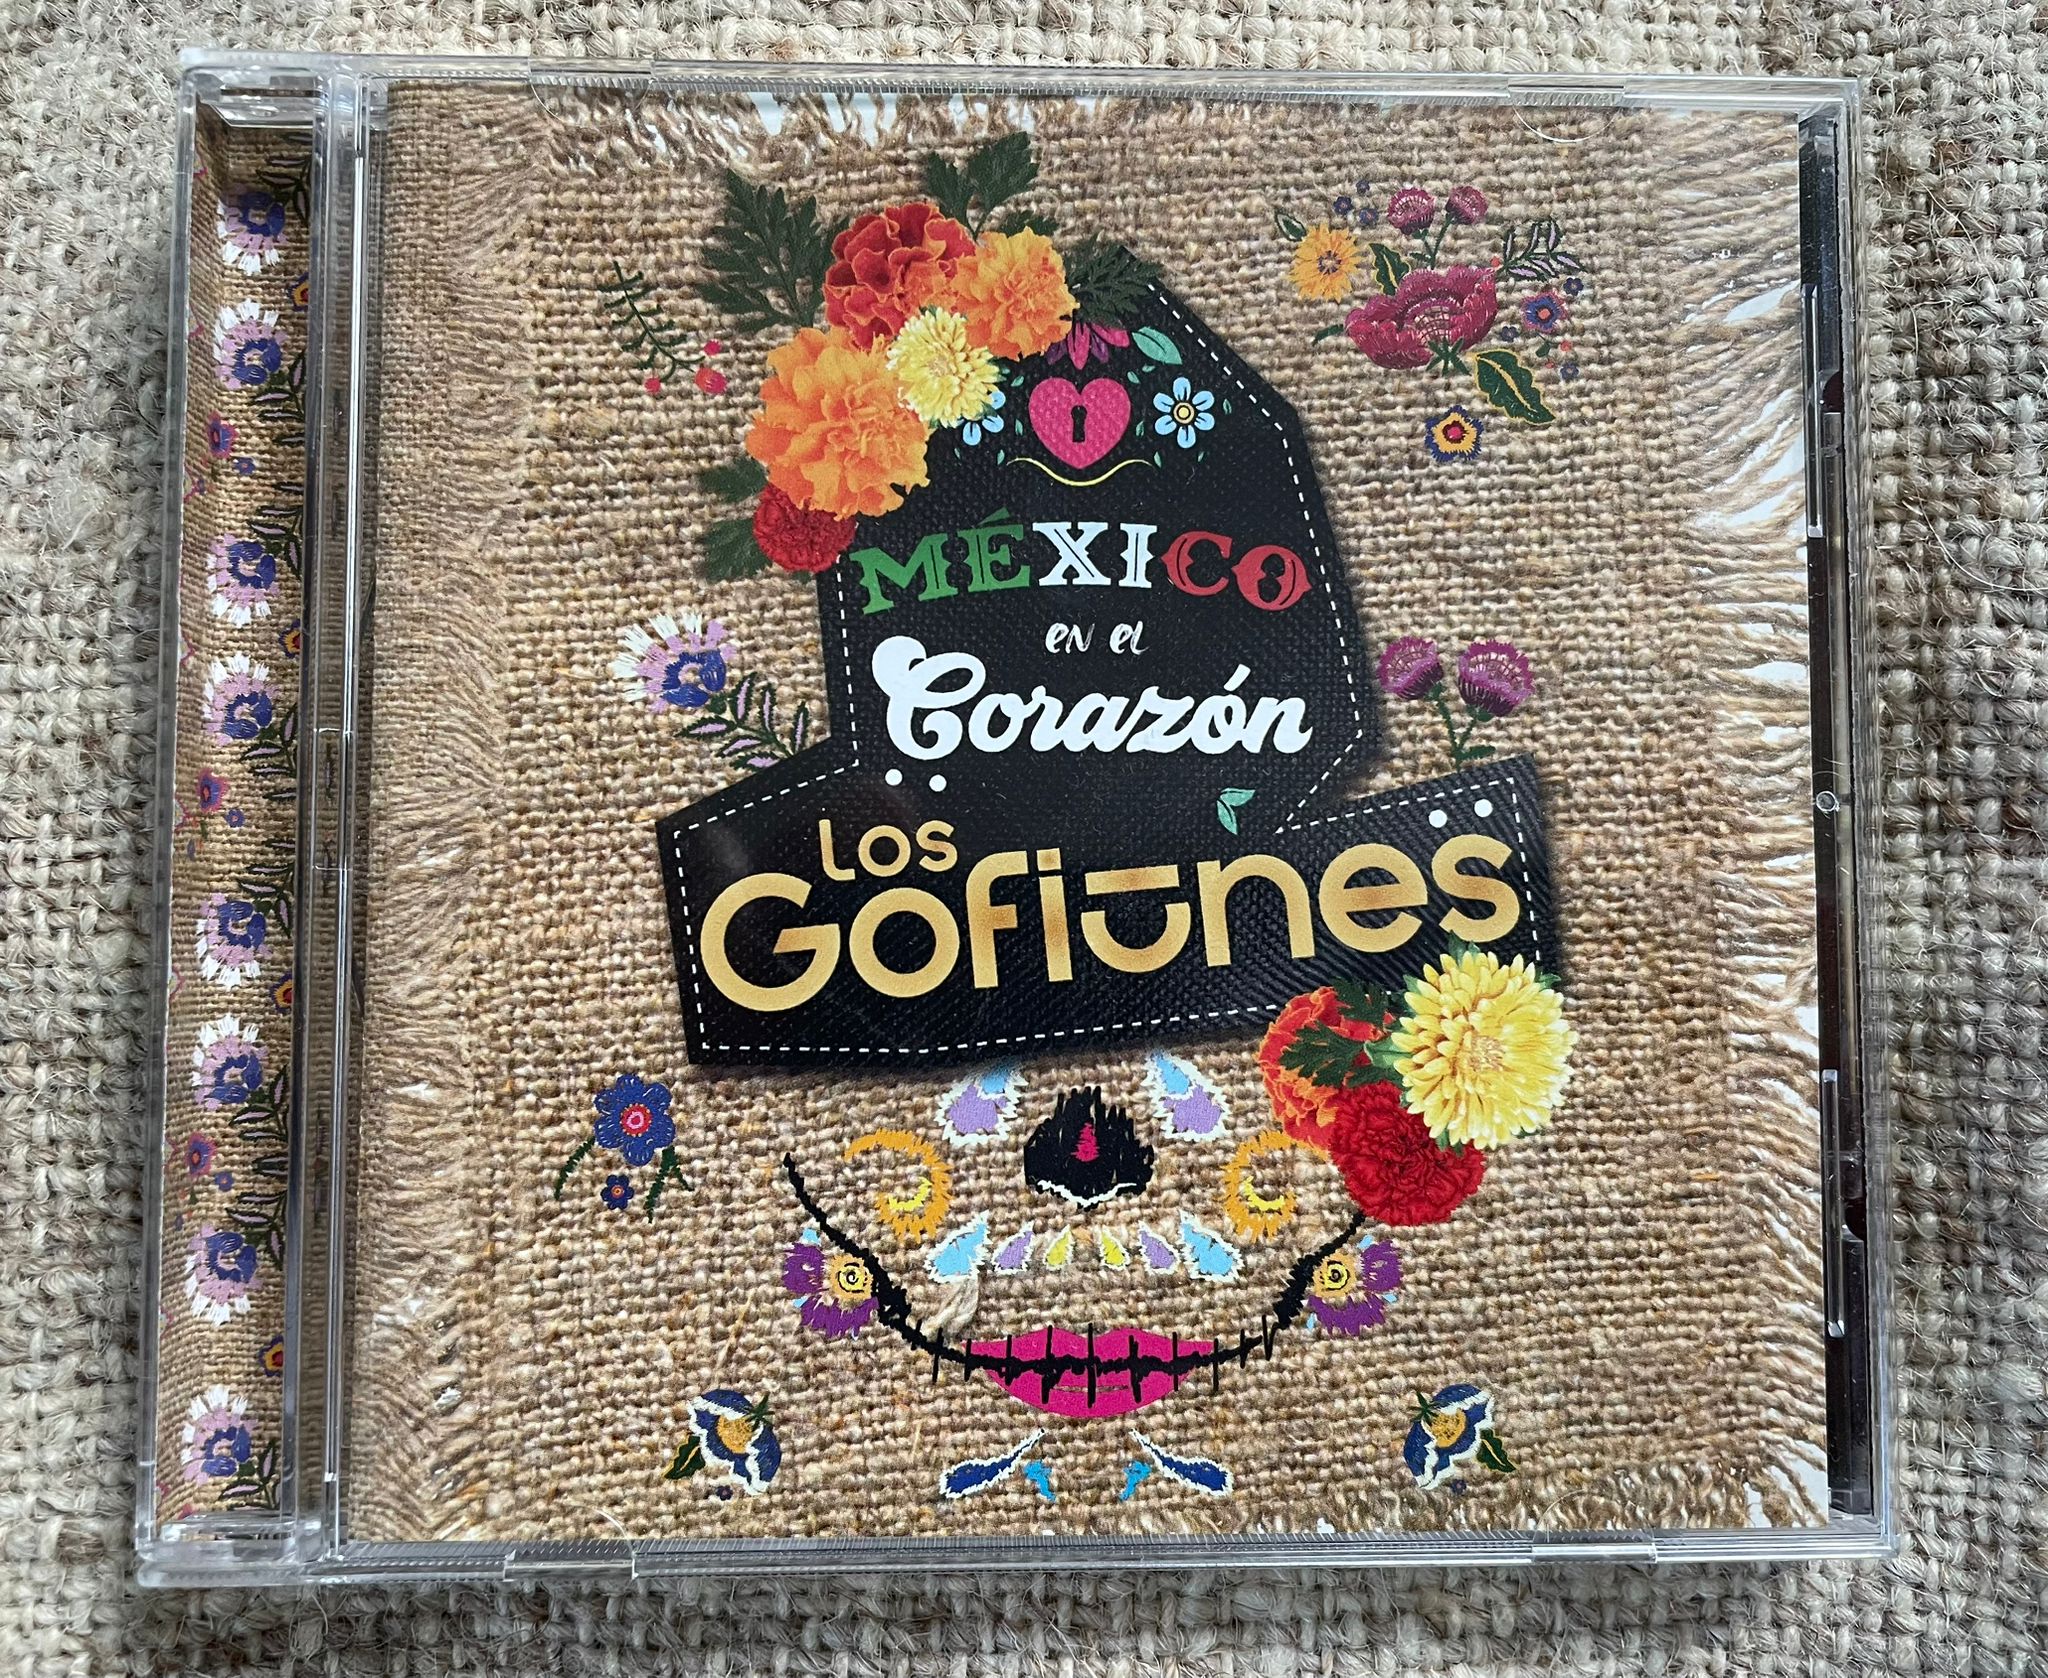 MÉXICO
en el
Corazón
Los
Gofiones